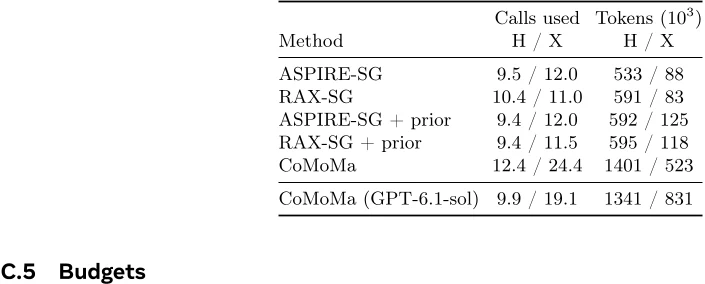 Calls used Tokens (10³)
Method H / X H / X
ASPIRE-SG 9.5 / 12.0 533 / 88
RAX-SG 10.4 / 11.0 591 / 83
ASPIRE-SG + prior 9.4 / 12.0 592 / 125
RAX-SG + prior 9.4 / 11.5 595 / 118
CoMoMa 12.4 / 24.4 1401 / 523
CoMoMa (GPT-6.1-sol) 9.9 / 19.1 1341 / 831
C.5 Budgets